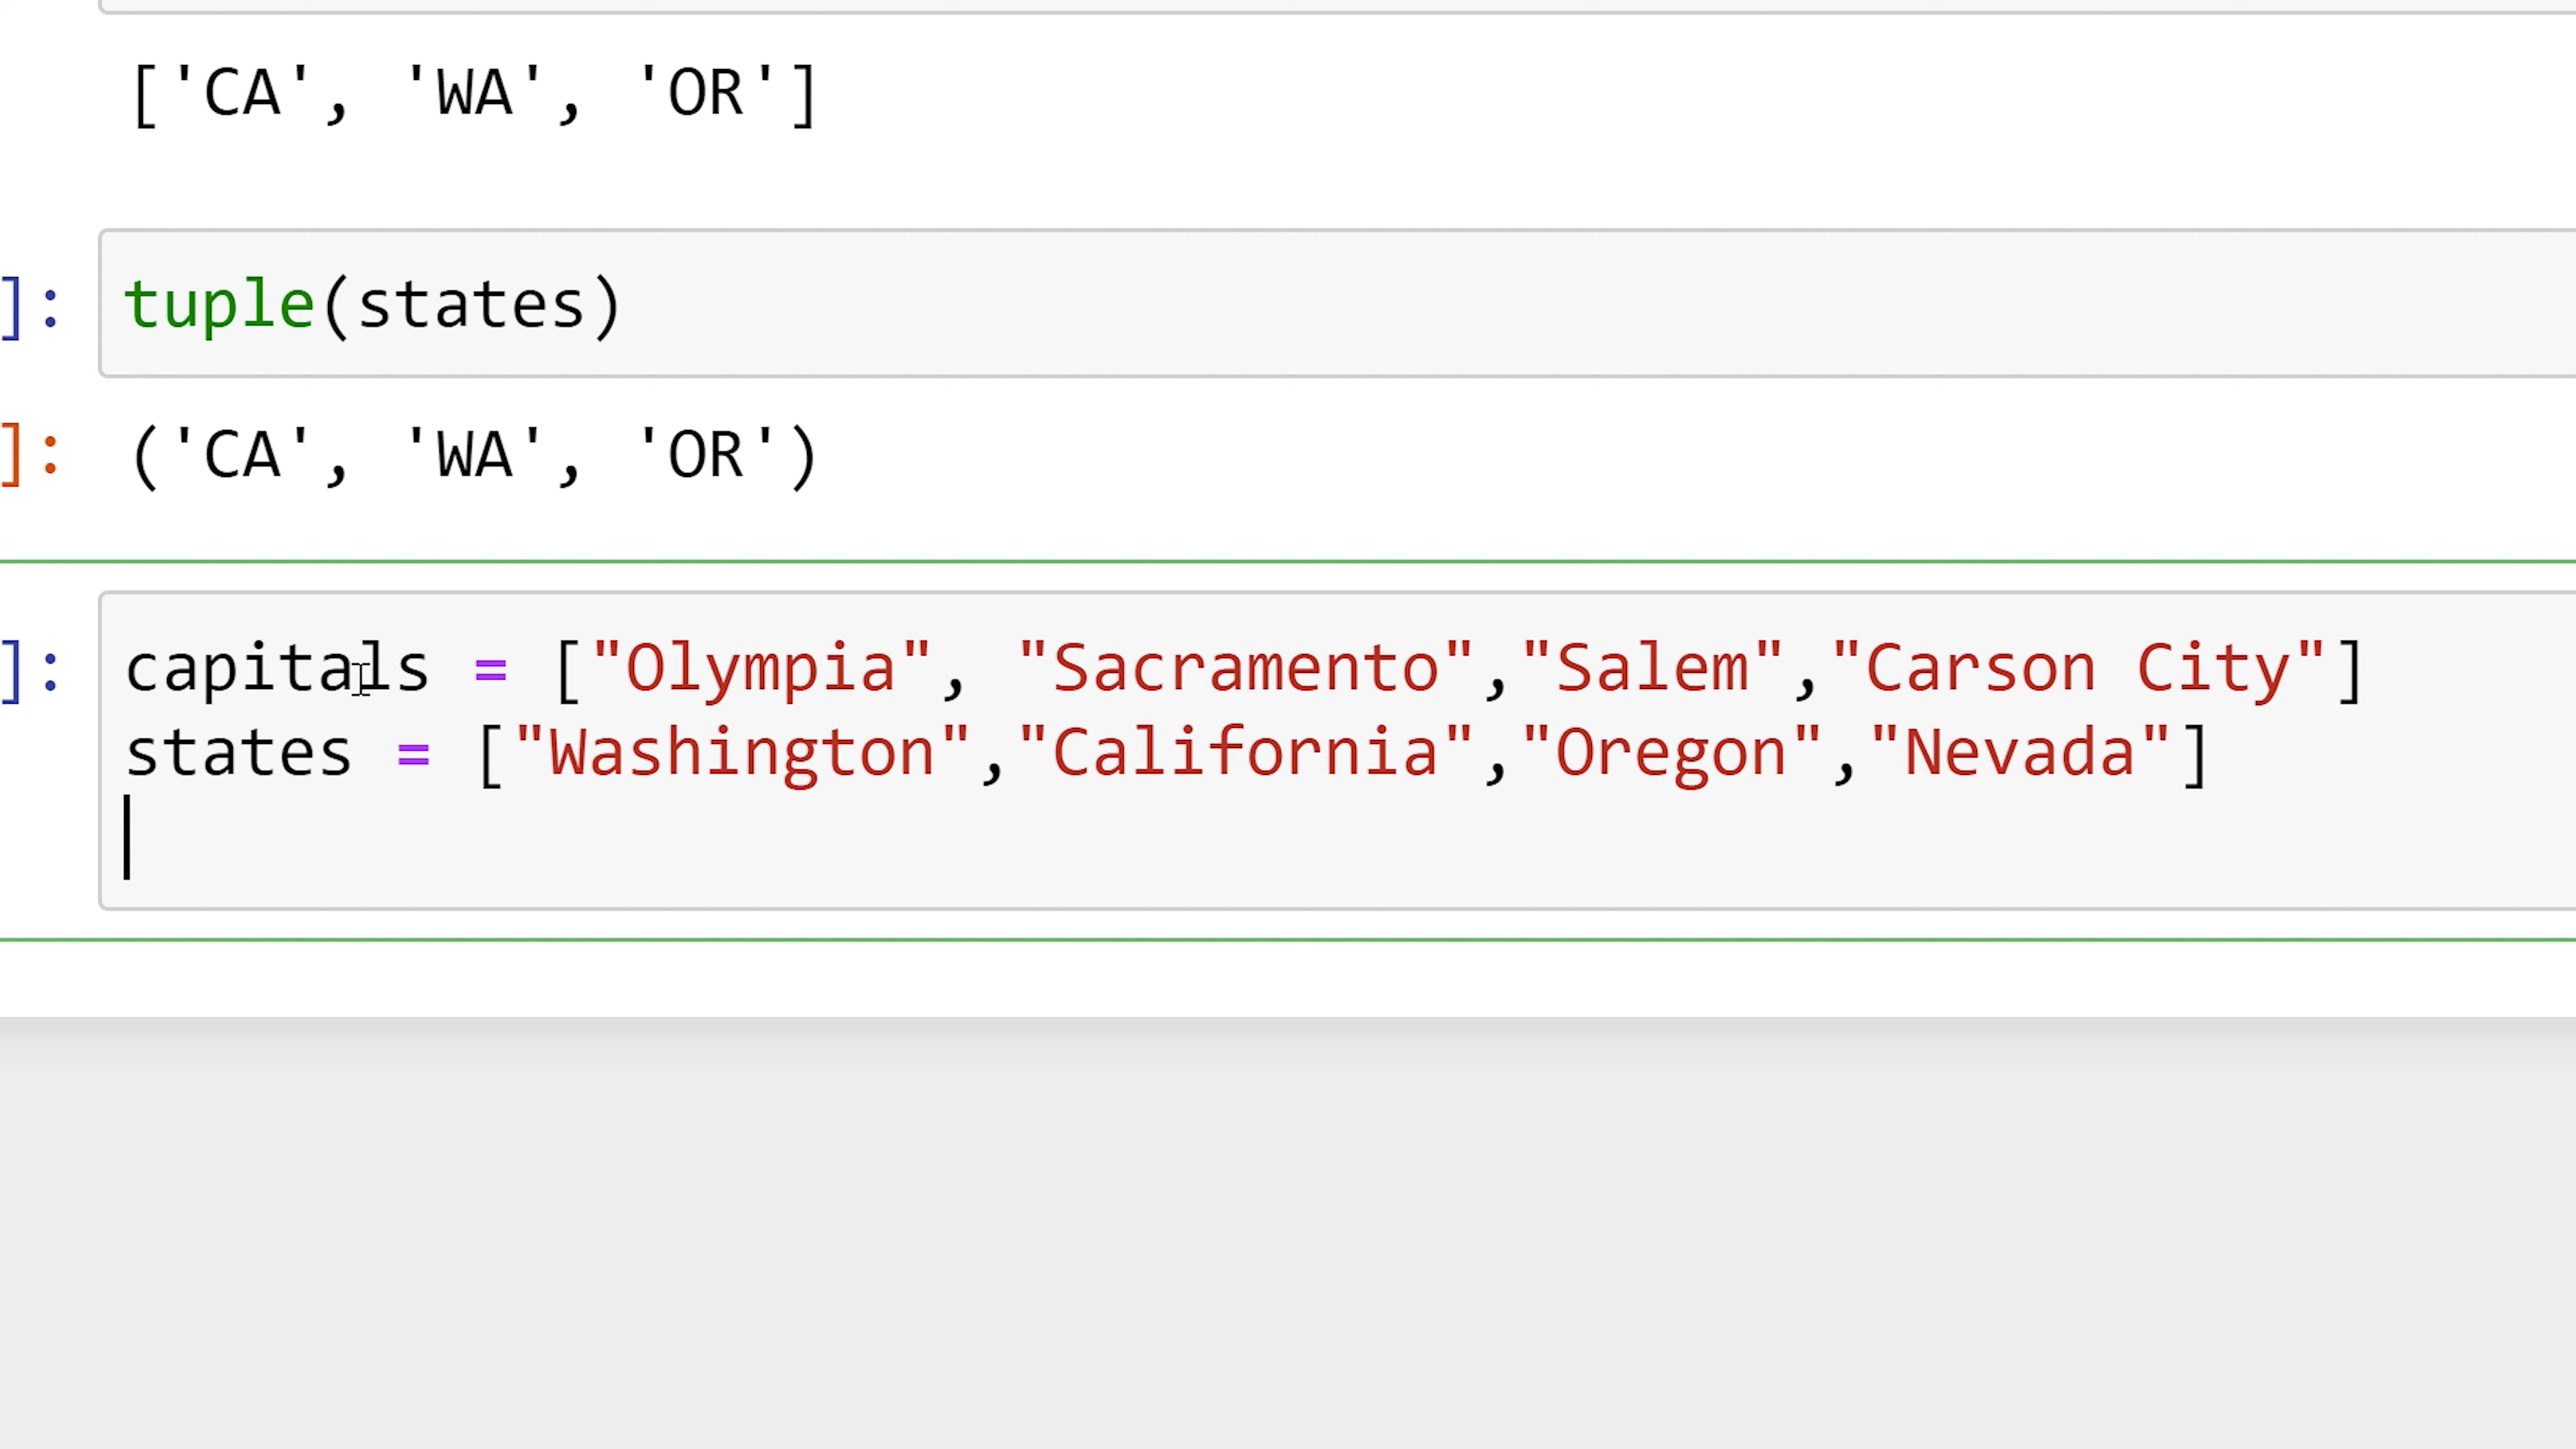 ['CA', 'WA', 'OR']
]: tuple(states)
]: ('CA', 'WA', 'OR')
]: capitals = ["Olympia", "Sacramento","Salem","Carson City"]
states = ["Washington","California","Oregon","Nevada"]